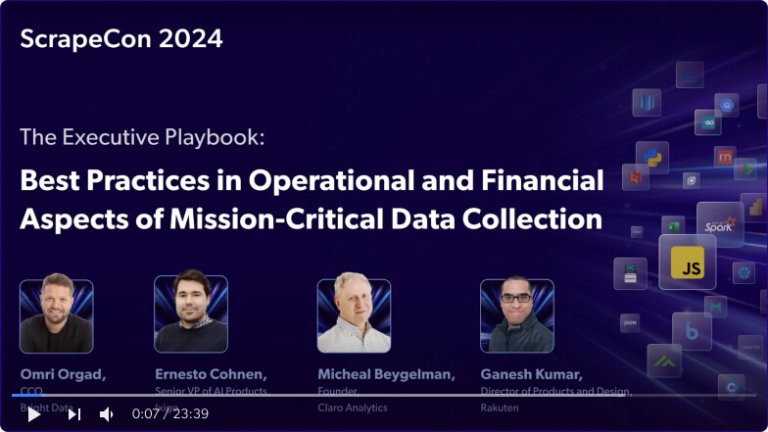 ScrapeCon 2024
The Executive Playbook:
Best Practices in Operational and Financial
Aspects of Mission-Critical Data Collection
Omri Orgad,
CCO,
Bright Data
Ernesto Cohnen,
Senior VP of AI Products,
Micheal Beygelman,
Founder,
Claro Analytics
Ganesh Kumar,
Director of Products and Design,
Rakuten
0:07 / 23:39
GO
Spark
JS
JSON